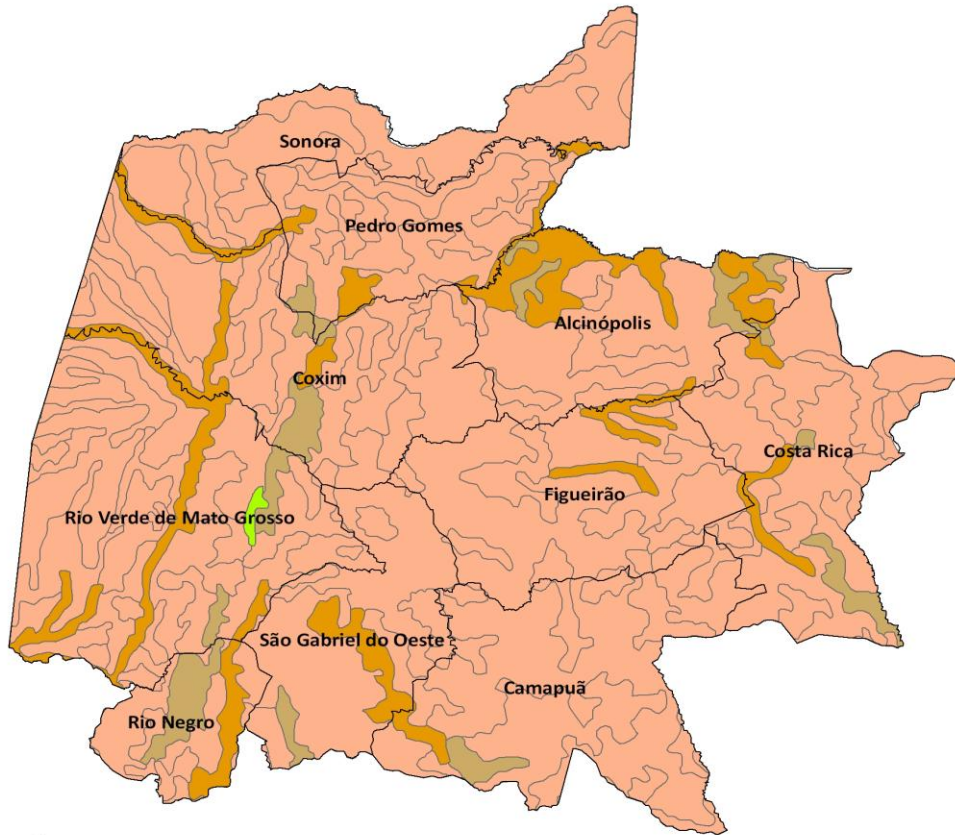 Sonora
Pedro Gomes
Alcinópolis
Coxim
Costa Rica
Figueirão
Rio Verde de Mato Grosso
São Gabriel do Oeste
Camapuã
Rio Negro